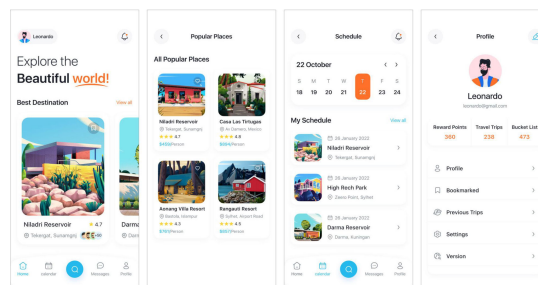 Leonardo
Explore the
Beautiful world!
Best Destination
View all
Niladri Reservoir
4.7
Tekergat, Sunamgnj
+50
Darma
Home
Calendar
Messages
Profile
Popular Places
All Popular Places
Niladri Reservoir
Tekergat, Sunamgnj
4.7
$459/Person
Casa Las Tirtugas
Av Damero, Mexico
4.8
$894/Person
Aonang Villa Resort
Bastola, Islampur
4.3
$761/Person
Rangauti Resort
Sylhet, Airport Road
4.5
$857/Person
Schedule
22 October
S M T W T F S
18 19 20 21 22 23 24
My Schedule
View all
26 January 2022
Niladri Reservoir
Tekergat, Sunamgnj
26 January 2022
High Rech Park
Zeero Point, Sylhet
26 January 2022
Darma Reservoir
Darma, Kuningan
Home
Calendar
Messages
Profile
Profile
Leonardo
leonardo@gmail.com
Reward Points
Travel Trips
Bucket List
360
238
473
Profile
Bookmarked
Previous Trips
Settings
Version